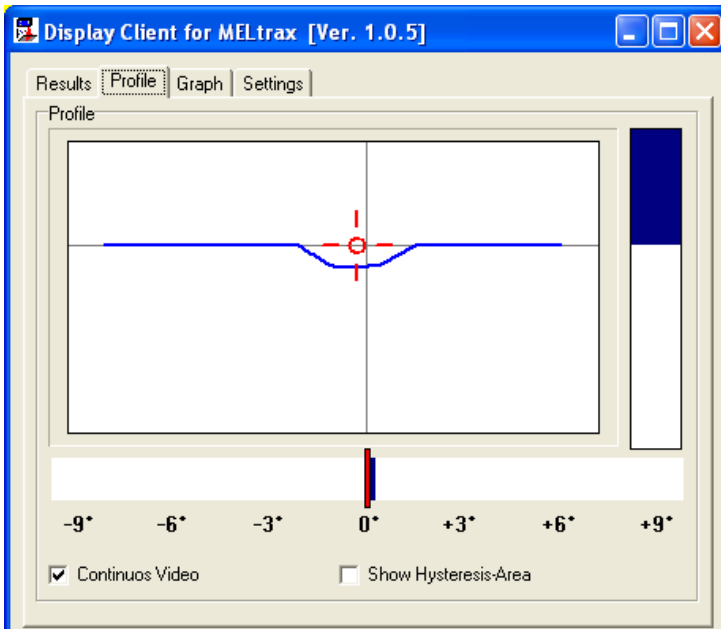 Display Client for MELtrax [Ver. 1.0.5]
Results Profile Graph Settings
Profile
-9° -6° -3° 0° +3° +6° +9°
Continuos Video Show Hysteresis-Area